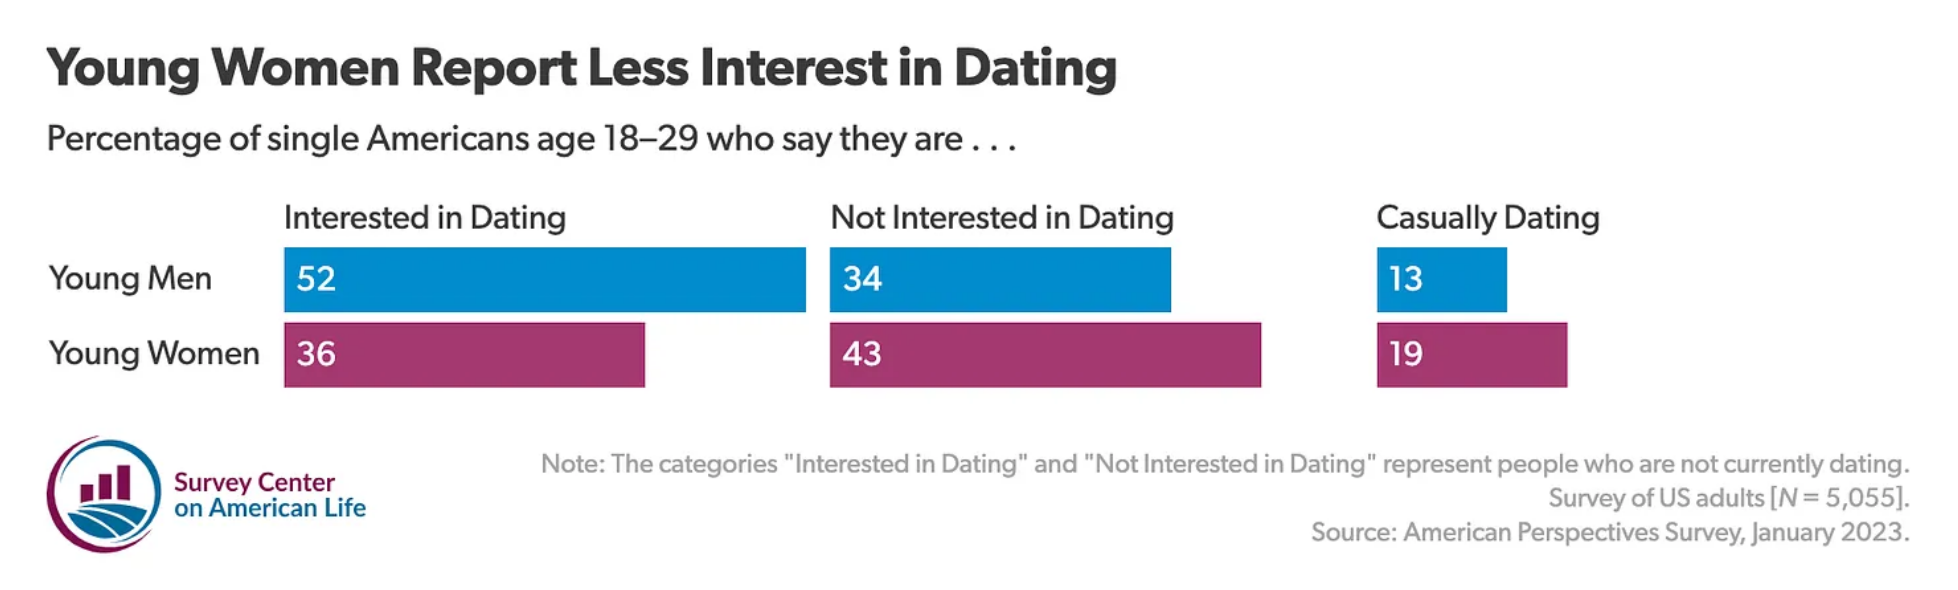 Young Women Report Less Interest in Dating
Percentage of single Americans age 18–29 who say they are . . .
Interested in Dating Not Interested in Dating Casually Dating
Young Men 52 34 13
Young Women 36 43 19
Survey Center
on American Life
Note: The categories "Interested in Dating" and "Not Interested in Dating" represent people who are not currently dating.
Survey of US adults [N = 5,055].
Source: American Perspectives Survey, January 2023.